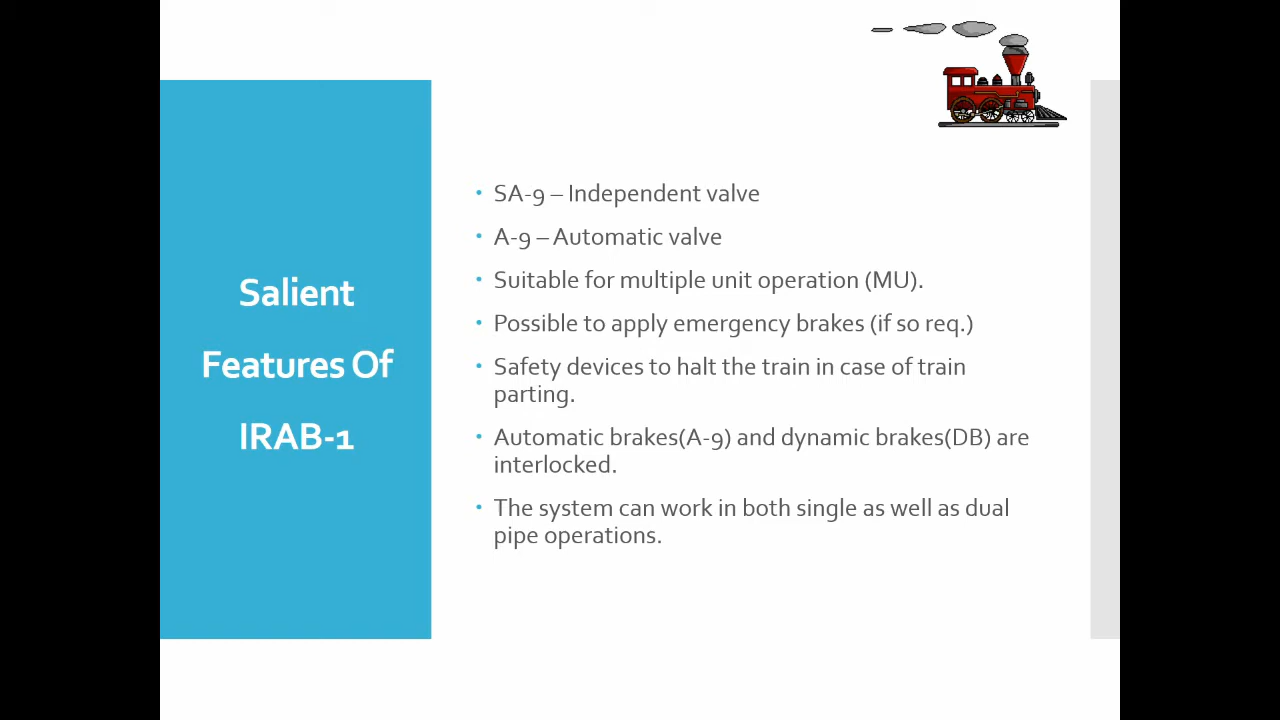 Salient
Features Of
IRAB-1
• SA-9 – Independent valve
• A-9 – Automatic valve
• Suitable for multiple unit operation (MU).
• Possible to apply emergency brakes (if so req.)
• Safety devices to halt the train in case of train
parting.
• Automatic brakes(A-9) and dynamic brakes(DB) are
interlocked.
• The system can work in both single as well as dual
pipe operations.